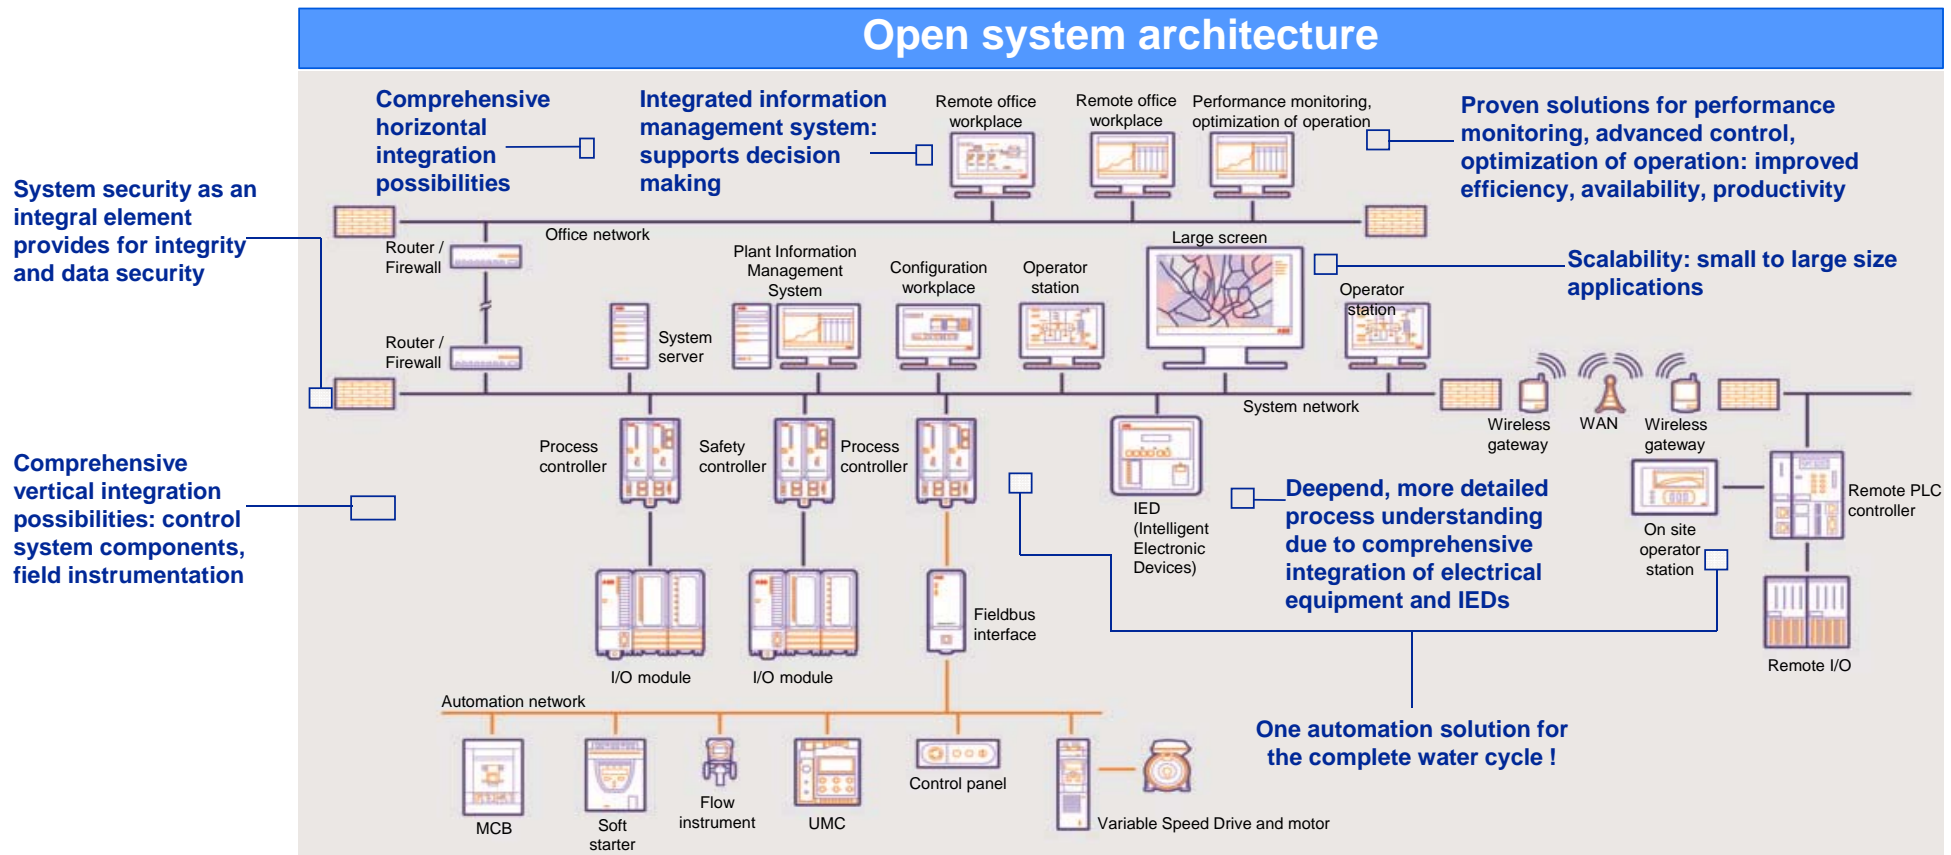 Open system architecture
Comprehensive
horizontal
integration
possibilities
Integrated information
management system:
supports decision
making
Remote office
workplace
Remote office
workplace
Performance monitoring,
optimization of operation
Proven solutions for performance
monitoring, advanced control,
optimization of operation: improved
efficiency, availability, productivity
System security as an
integral element
provides for integrity
and data security
Router /
Firewall
Office network
Plant Information
Management
System
Configuration
workplace
Operator
station
Large screen
Scalability: small to large size
applications
Operator
station
Router /
Firewall
System
server
System network
Wireless
gateway
WAN
Wireless
gateway
Comprehensive
vertical integration
possibilities: control
system components,
field instrumentation
Process
controller
Safety
controller
Process
controller
IED
(Intelligent
Electronic
Devices)
Deepend, more detailed
process understanding
due to comprehensive
integration of electrical
equipment and IEDs
On site
operator
station
Remote PLC
controller
Fieldbus
interface
I/O module
I/O module
Remote I/O
Automation network
One automation solution for
the complete water cycle !
MCB
Soft
starter
Flow
instrument
UMC
Control panel
Variable Speed Drive and motor